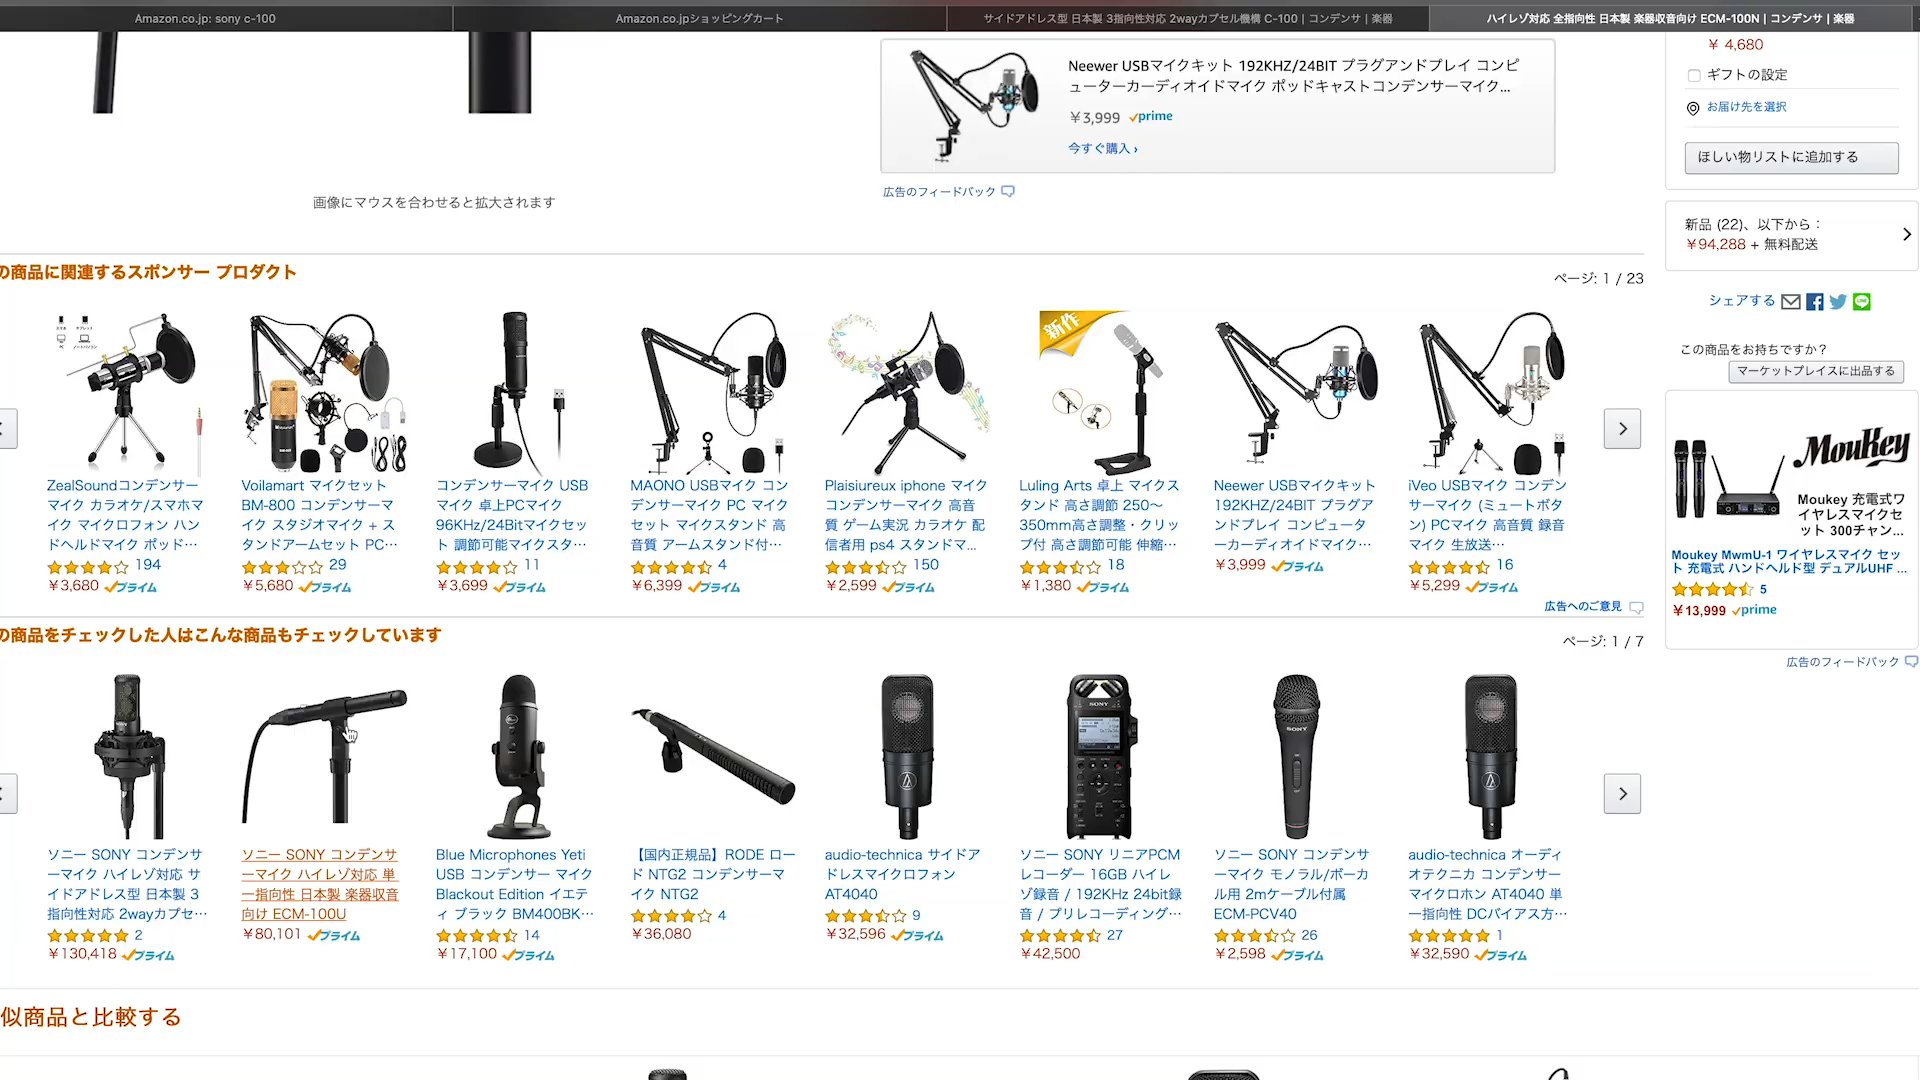 Amazon.co.jp: sony c-100
Amazon.co.jpショッピングカート
サイドアドレス型 日本製 3指向性対応 2wayカプセル機構 C-100 | コンデンサ | 楽器
ハイレゾ対応 全指向性 日本製 楽器収音向け ECM-100N | コンデンサ | 楽器
Neewer USBマイクキット 192KHZ/24BIT プラグアンドプレイ コンピ
ューターカーディオイドマイク ポッドキャストコンデンサーマイク...
¥3,999 prime
今すぐ購入 ›
広告のフィードバック
画像にマウスを合わせると拡大されます
¥ 4,680
ギフトの設定
お届け先を選択
ほしい物リストに追加する
新品 (22)、以下から：
¥94,288 + 無料配送
シェアする
この商品をお持ちですか？
マーケットプレイスに出品する
MouKey
Moukey 充電式ワ
イヤレスマイクセ
ット 300チャン...
Moukey MwmU-1 ワイヤレスマイク セッ
ト 充電式 ハンドヘルド型 デュアルUHF ...
5
¥13,999 prime
広告のフィードバック
の商品に関連するスポンサー プロダクト
ページ: 1 / 23
新作
ZealSoundコンデンサー
マイク カラオケ/スマホマ
イク マイクロフォン ハン
ドヘルドマイク ポッド…
194
¥3,680 プライム
Voilamart マイクセット
BM-800 コンデンサーマ
イク スタジオマイク + ス
タンドアームセット PC…
29
¥5,680 プライム
コンデンサーマイク USB
マイク 卓上PCマイク
96KHz/24Bitマイクセッ
ト 調節可能マイクスタ…
11
¥3,699 プライム
MAONO USBマイク コン
デンサーマイク PC マイク
セット マイクスタンド 高
音質 アームスタンド付…
4
¥6,399 プライム
Plaisiureux iphone マイク
コンデンサーマイク 高音
質 ゲーム実況 カラオケ 配
信者用 ps4 スタンドマ…
150
¥2,599 プライム
Luling Arts 卓上 マイクス
タンド 高さ調節 250～
350mm高さ調整・クリッ
プ付 高さ調節可能 伸縮…
18
¥1,380 プライム
Neewer USBマイクキット
192KHZ/24BIT プラグア
ンドプレイ コンピュータ
ーカーディオイドマイク…
¥3,999 プライム
iVeo USBマイク コンデン
サーマイク (ミュートボタ
ン) PCマイク 高音質 録音
マイク 生放送…
16
¥5,299 プライム
広告へのご意見
の商品をチェックした人はこんな商品もチェックしています
ページ: 1 / 7
ソニー SONY コンデンサ
ーマイク ハイレゾ対応 サ
イドアドレス型 日本製 3
指向性対応 2wayカプセ…
2
¥130,418 プライム
ソニー SONY コンデンサ
ーマイク ハイレゾ対応 単
一指向性 日本製 楽器収音
向け ECM-100U
¥80,101 プライム
Blue Microphones Yeti
USB コンデンサー マイク
Blackout Edition イエテ
ィ ブラック BM400BK…
14
¥17,100 プライム
【国内正規品】RODE ロー
ド NTG2 コンデンサーマ
イク NTG2
4
¥36,080
audio-technica サイドア
ドレスマイクロフォン
AT4040
9
¥32,596 プライム
SONY
ソニー SONY リニアPCM
レコーダー 16GB ハイレ
ゾ録音 / 192KHz 24bit録
音 / プリレコーディング…
27
¥42,500
SONY
ソニー SONY コンデンサ
ーマイク モノラル/ボーカ
ル用 2mケーブル付属
ECM-PCV40
26
¥2,598 プライム
audio-technica オーディ
オテクニカ コンデンサー
マイクロホン AT4040 単
一指向性 DCバイアス方…
1
¥32,590 プライム
似商品と比較する